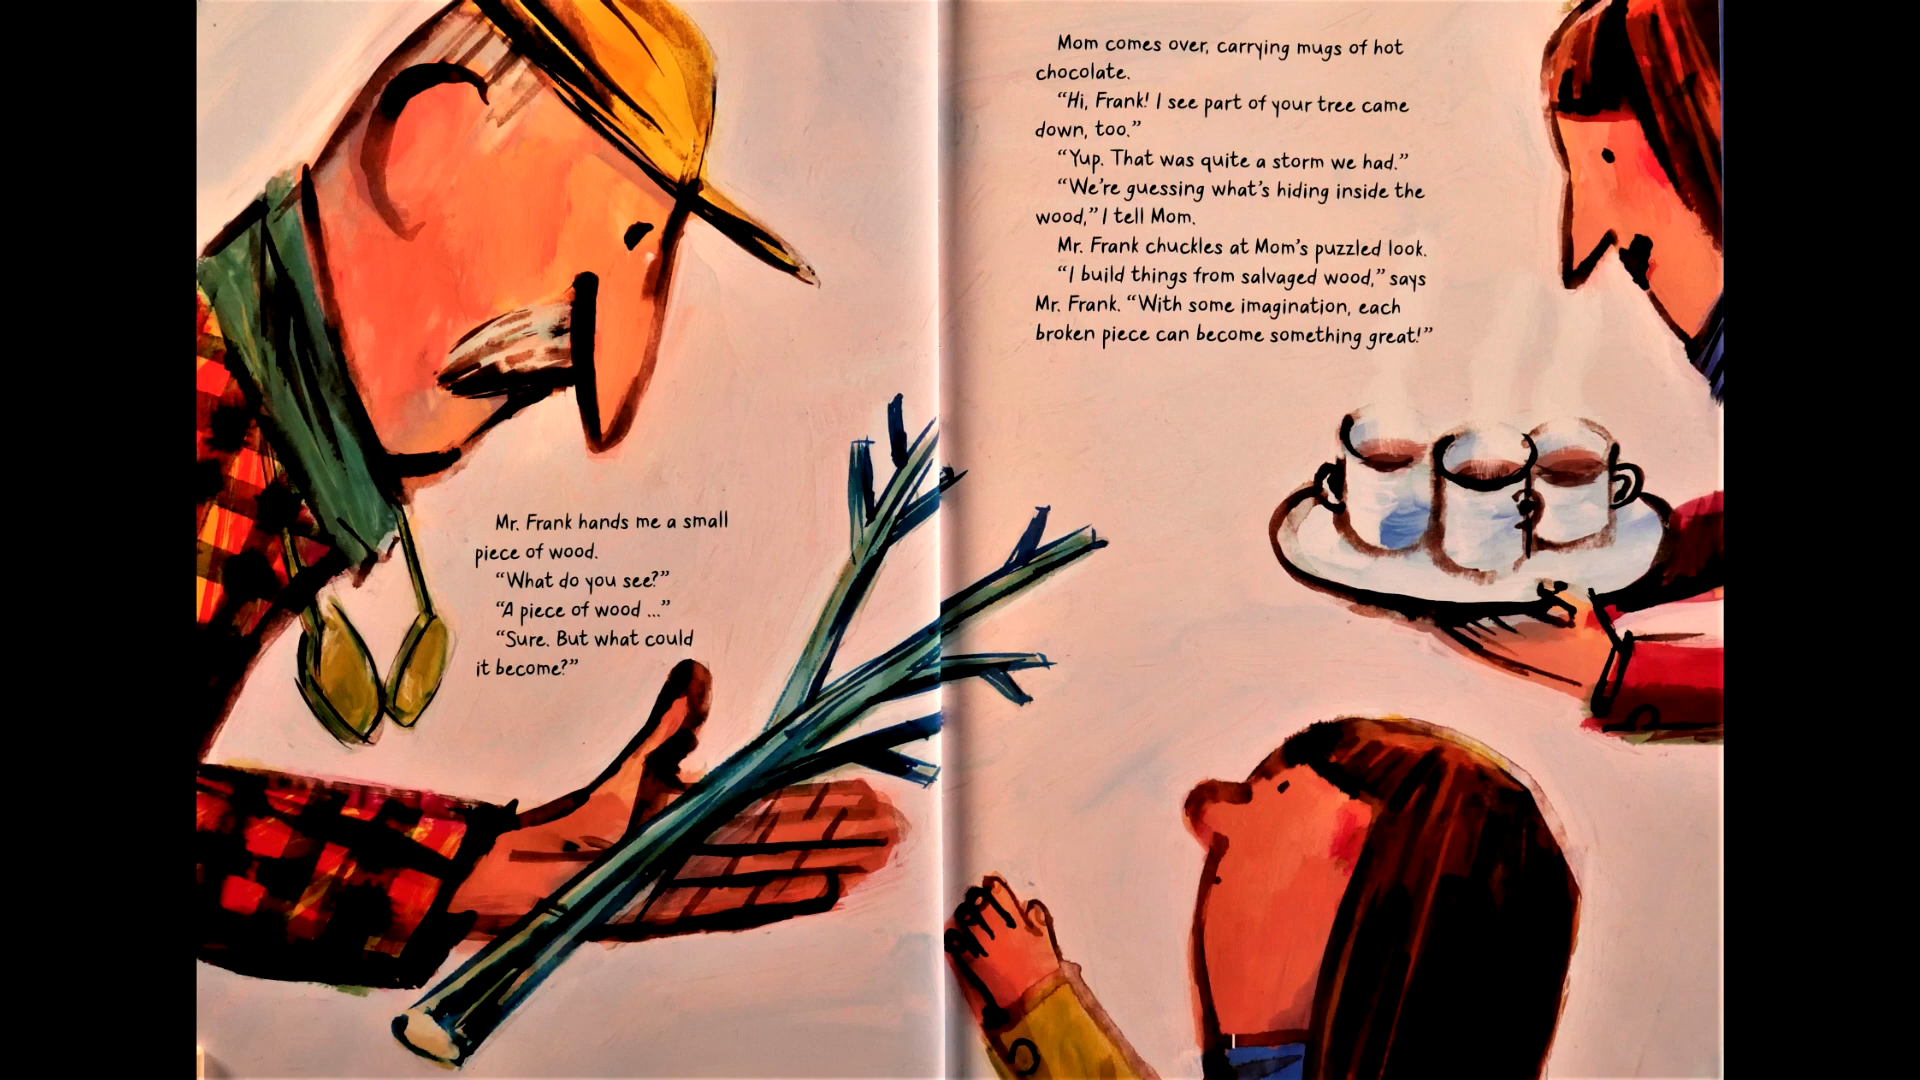 Mr. Frank hands me a small
piece of wood.
“What do you see?”
“A piece of wood ...”
“Sure. But what could
it become?”
Mom comes over, carrying mugs of hot
chocolate.
“Hi, Frank! I see part of your tree came
down, too.”
“Yup. That was quite a storm we had.”
“We’re guessing what’s hiding inside the
wood,” I tell Mom.
Mr. Frank chuckles at Mom’s puzzled look.
“I build things from salvaged wood,” says
Mr. Frank. “With some imagination, each
broken piece can become something great!”